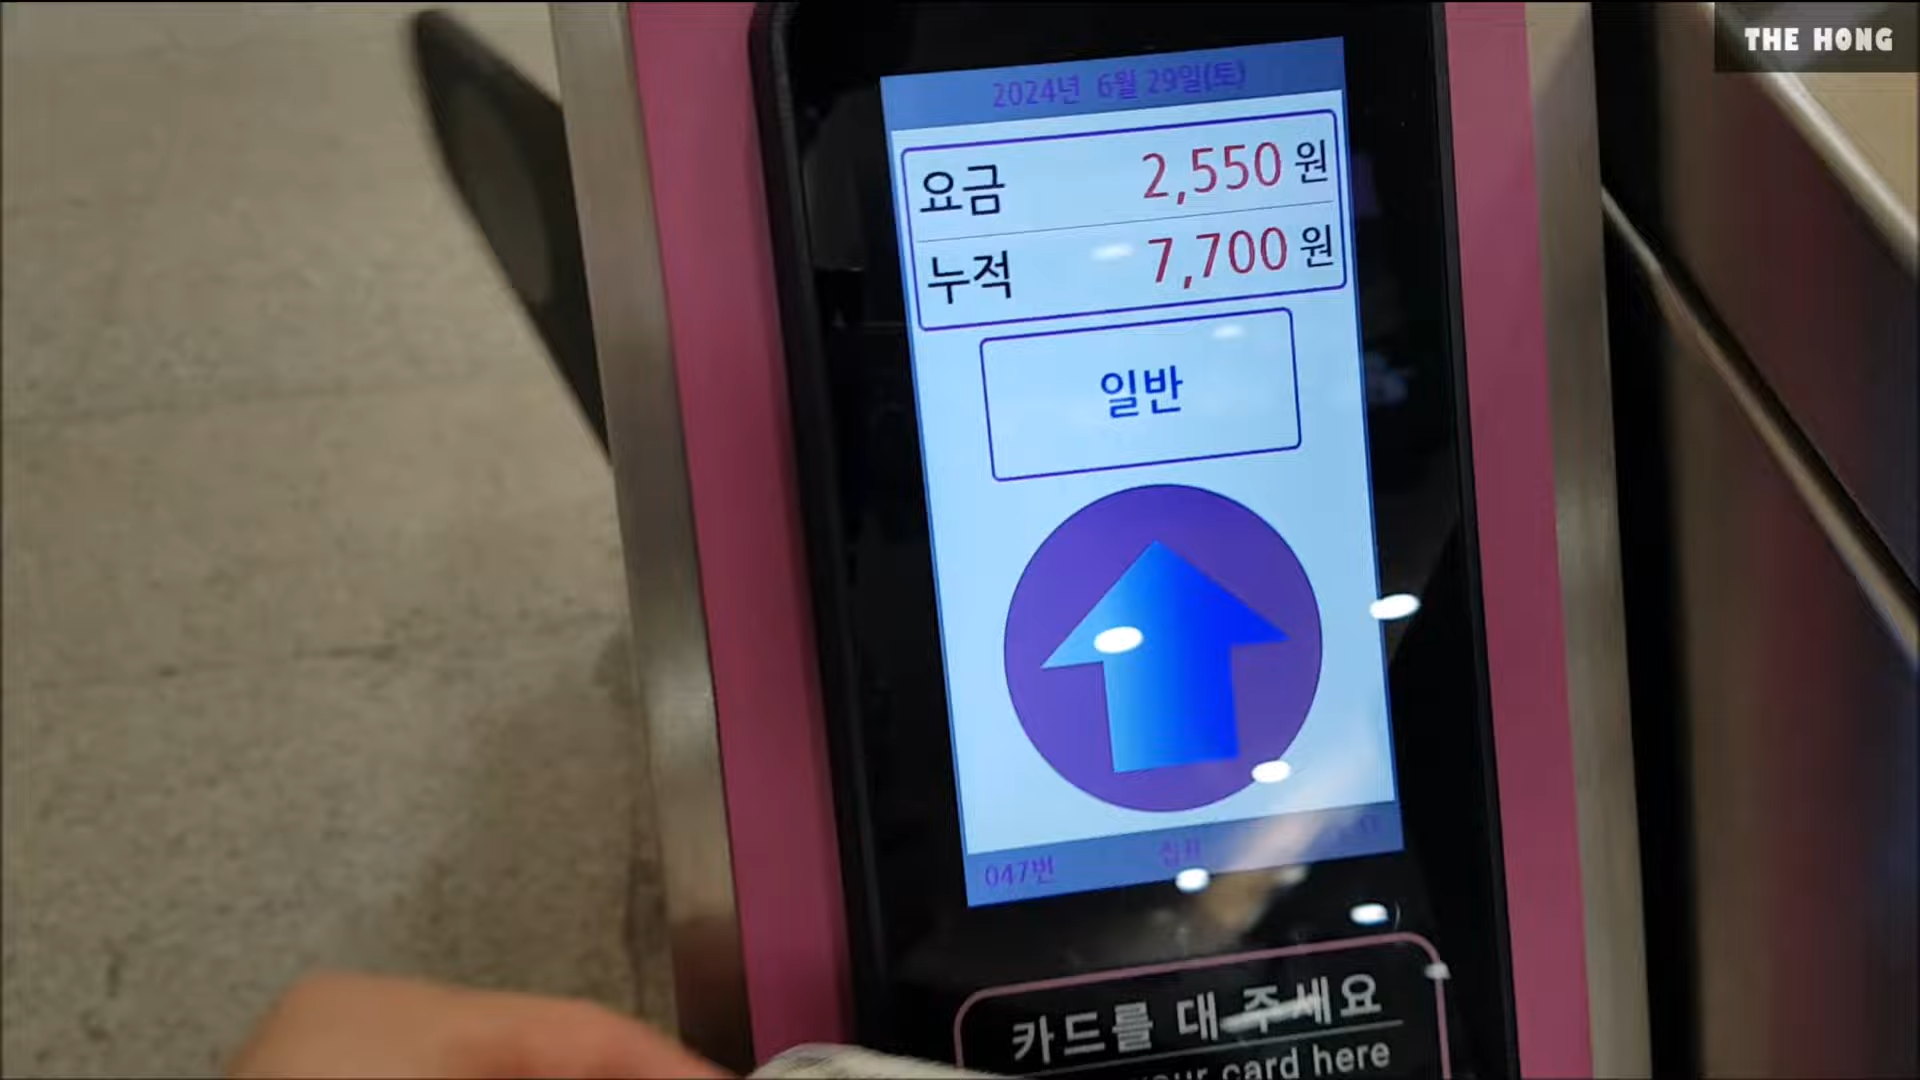 THE HONG
2024년 6월 29일(토)
요금 2,550 원
누적 7,700 원
일반
047번 집표
카드를 대 주세요
your card here